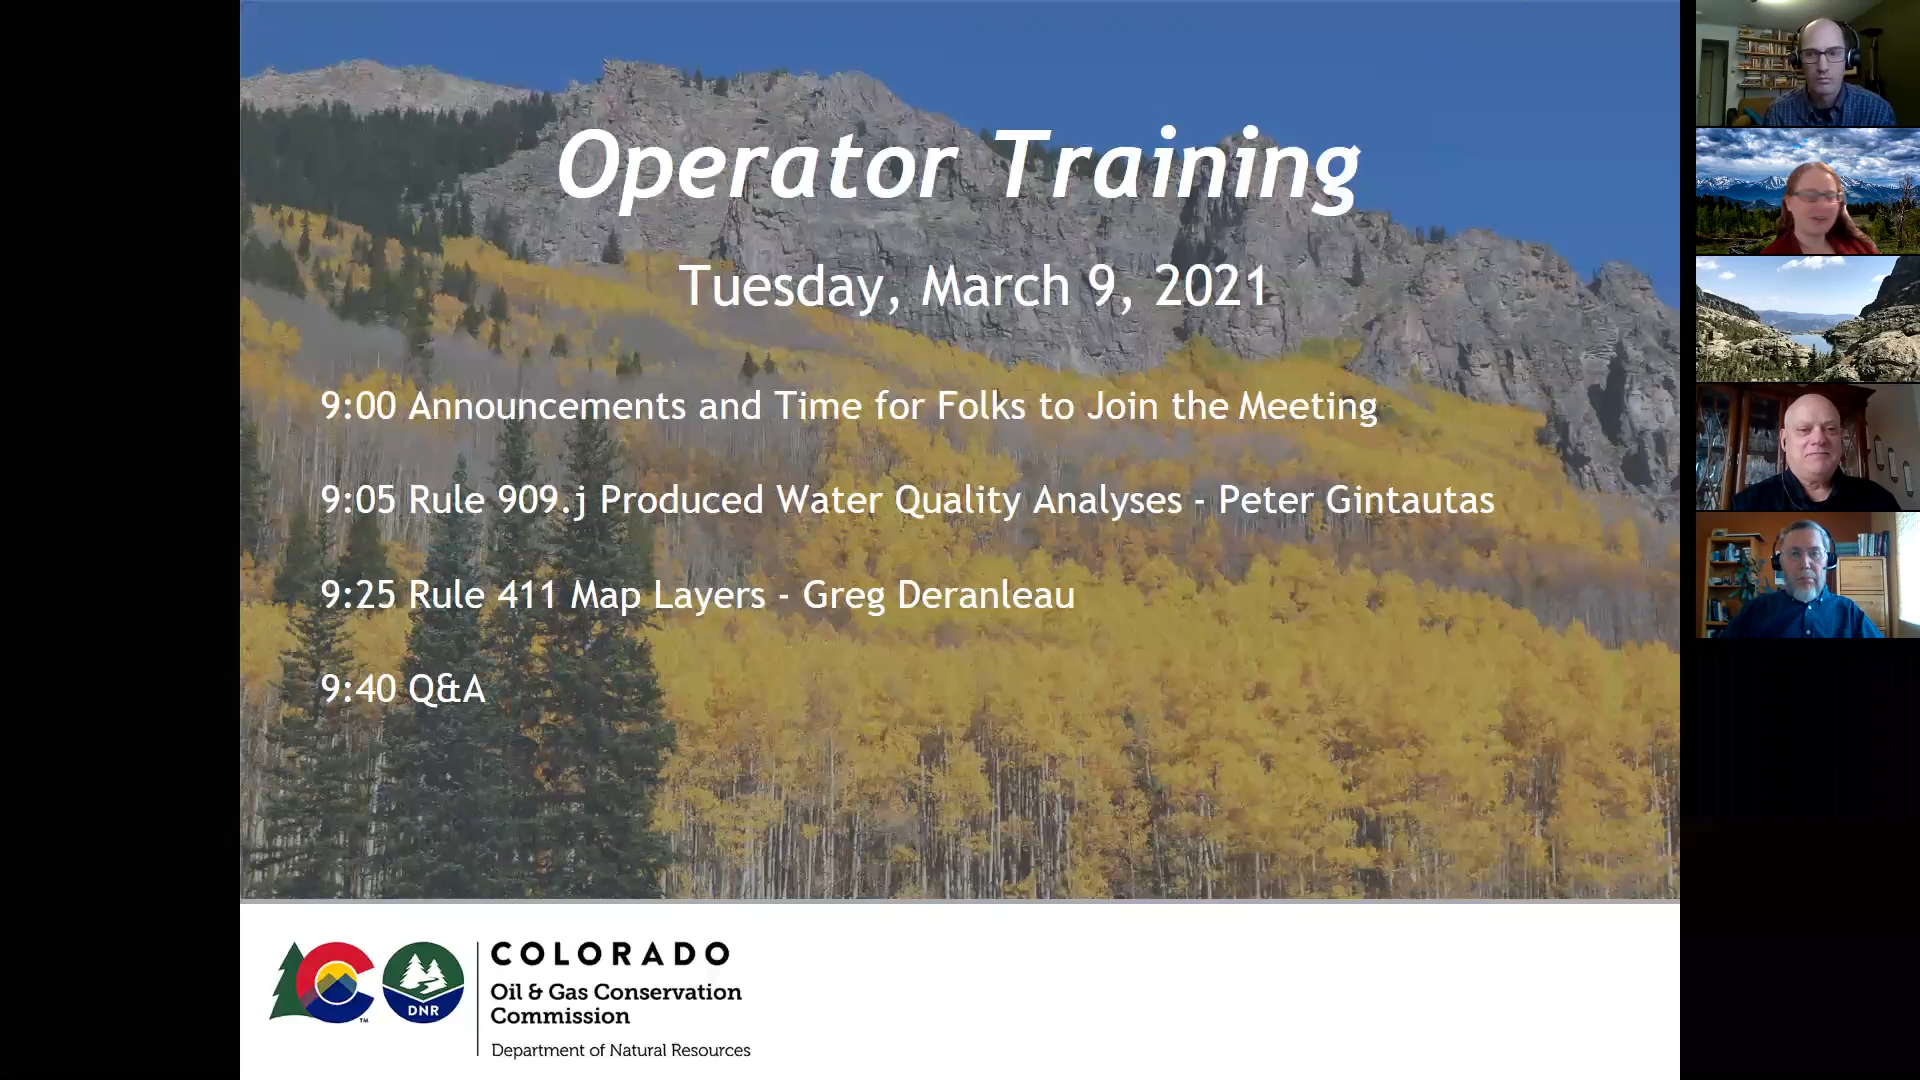 Operator Training
Tuesday, March 9, 2021
9:00 Announcements and Time for Folks to Join the Meeting
9:05 Rule 909.j Produced Water Quality Analyses - Peter Gintautas
9:25 Rule 411 Map Layers - Greg Deranleau
9:40 Q&A
DNR
TM
COLORADO
Oil & Gas Conservation
Commission
Department of Natural Resources